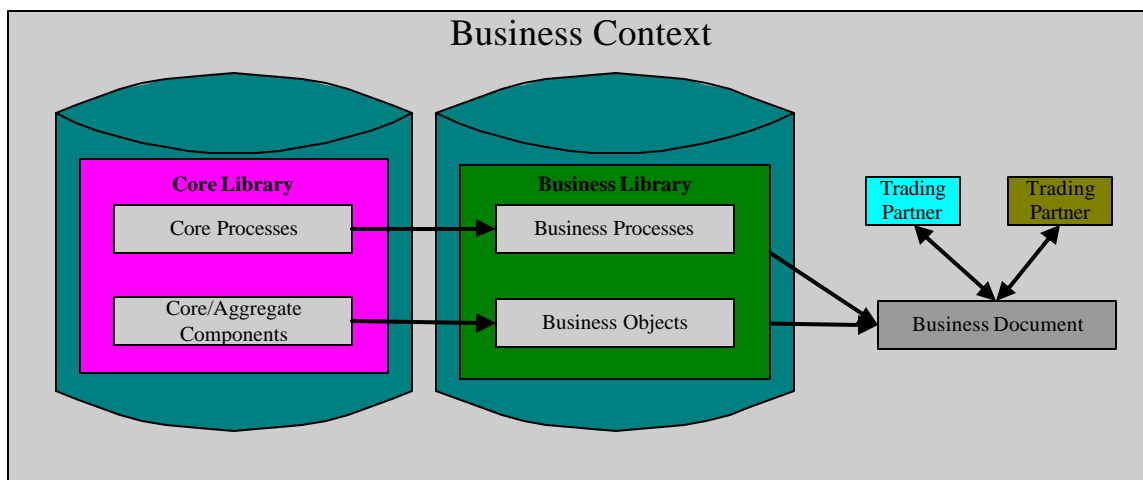 Business Context
Core Library
Core Processes
Core/Aggregate
Components
Business Library
Business Processes
Business Objects
Trading
Partner
Trading
Partner
Business Document